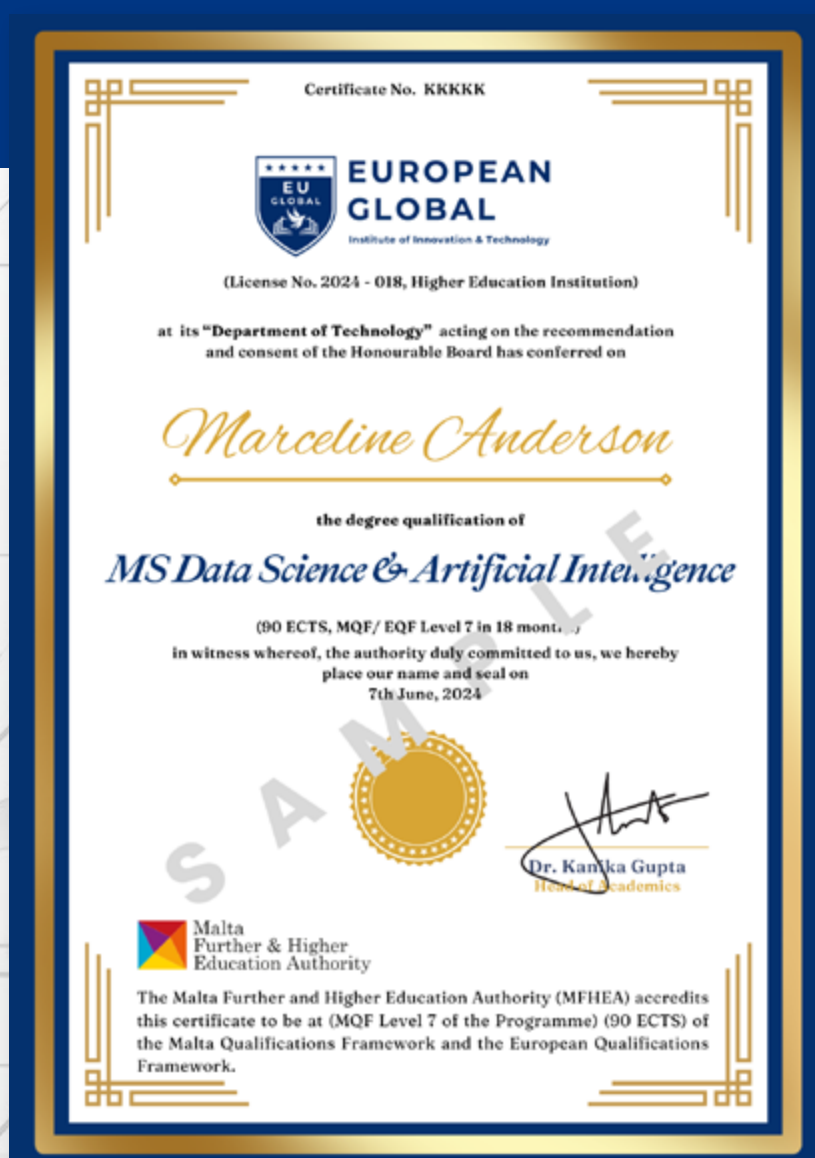 Certificate No. KKKKK
★★★★★
EU
GLOBAL
EUROPEAN
GLOBAL
Institute of Innovation & Technology
(License No. 2024 - 018, Higher Education Institution)
at its “Department of Technology” acting on the recommendation
and consent of the Honourable Board has conferred on
Marceline Anderson
the degree qualification of
MS Data Science & Artificial Intelligence
(90 ECTS, MQF/ EQF Level 7 in 18 months)
in witness whereof, the authority duly committed to us, we hereby
place our name and seal on
7th June, 2024
SAMPLE
Dr. Kanika Gupta
Head of Academics
Malta
Further & Higher
Education Authority
The Malta Further and Higher Education Authority (MFHEA) accredits
this certificate to be at (MQF Level 7 of the Programme) (90 ECTS) of
the Malta Qualifications Framework and the European Qualifications
Framework.